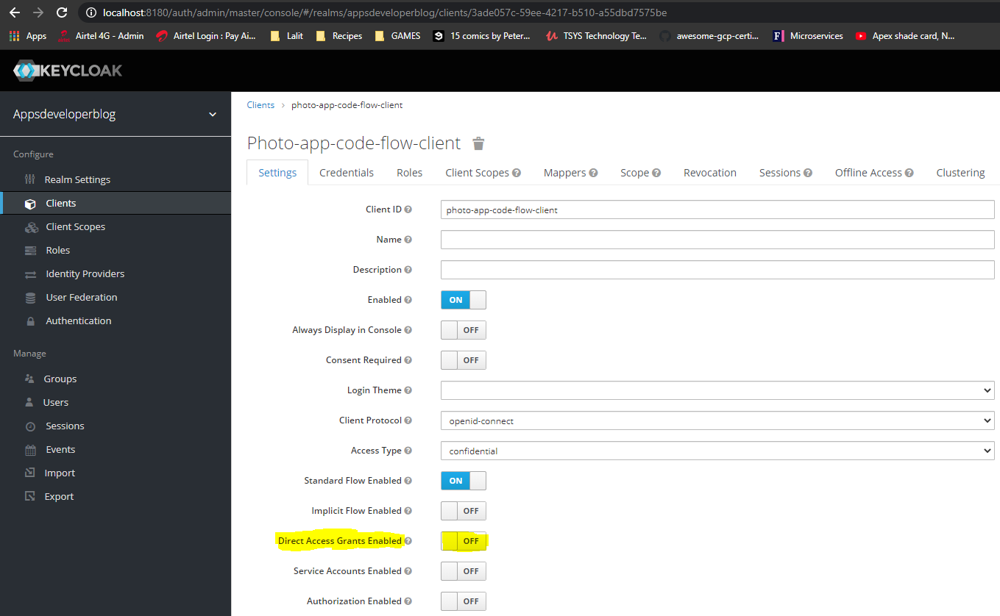 localhost:8180/auth/admin/master/console/#/realms/appsdeveloperblog/clients/3ade057c-59ee-4217-b510-a55dbd7575be
Apps Airtel 4G - Admin Airtel Login : Pay Ai... Lalit Recipes GAMES 15 comics by Peter... TSYS Technology Te... awesome-gcp-certi... Microservices Apex shade card, N...
KEYCLOAK
Appsdeveloperblog
Configure
Realm Settings
Clients
Client Scopes
Roles
Identity Providers
User Federation
Authentication
Manage
Groups
Users
Sessions
Events
Import
Export
Clients > photo-app-code-flow-client
Photo-app-code-flow-client
Settings Credentials Roles Client Scopes Mappers Scope Revocation Sessions Offline Access Clustering
Client ID photo-app-code-flow-client
Name
Description
Enabled ON
Always Display in Console OFF
Consent Required OFF
Login Theme
Client Protocol openid-connect
Access Type confidential
Standard Flow Enabled ON
Implicit Flow Enabled OFF
Direct Access Grants Enabled OFF
Service Accounts Enabled OFF
Authorization Enabled OFF